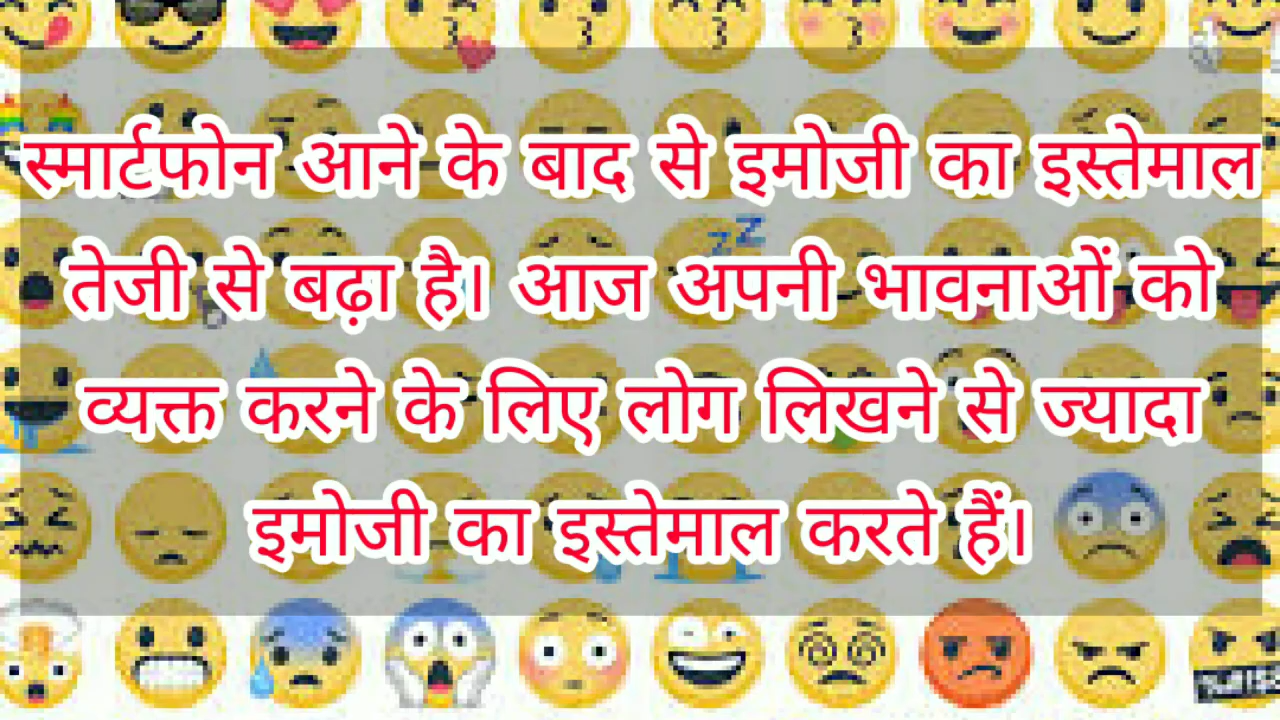 स्मार्टफोन आने के बाद से इमोजी का इस्तेमाल
तेजी से बढ़ा है। आज अपनी भावनाओं को
व्यक्त करने के लिए लोग लिखने से ज्यादा
इमोजी का इस्तेमाल करते हैं।